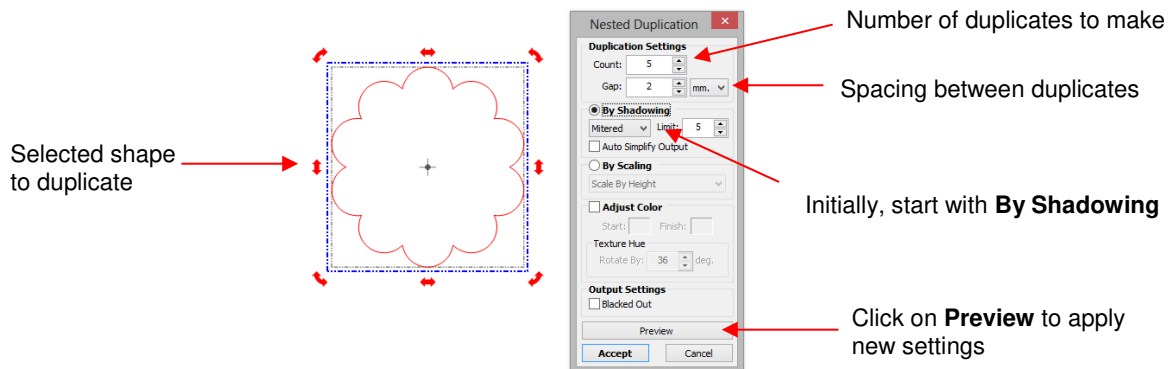 Selected shape
to duplicate
Nested Duplication
Duplication Settings
Count: 5
Gap: 2 mm.
By Shadowing
Mitered Limit: 5
Auto Simplify Output
By Scaling
Scale By Height
Adjust Color
Start: Finish:
Texture Hue
Rotate By: 36 deg.
Output Settings
Blacked Out
Preview
Accept Cancel
Number of duplicates to make
Spacing between duplicates
Initially, start with By Shadowing
Click on Preview to apply
new settings